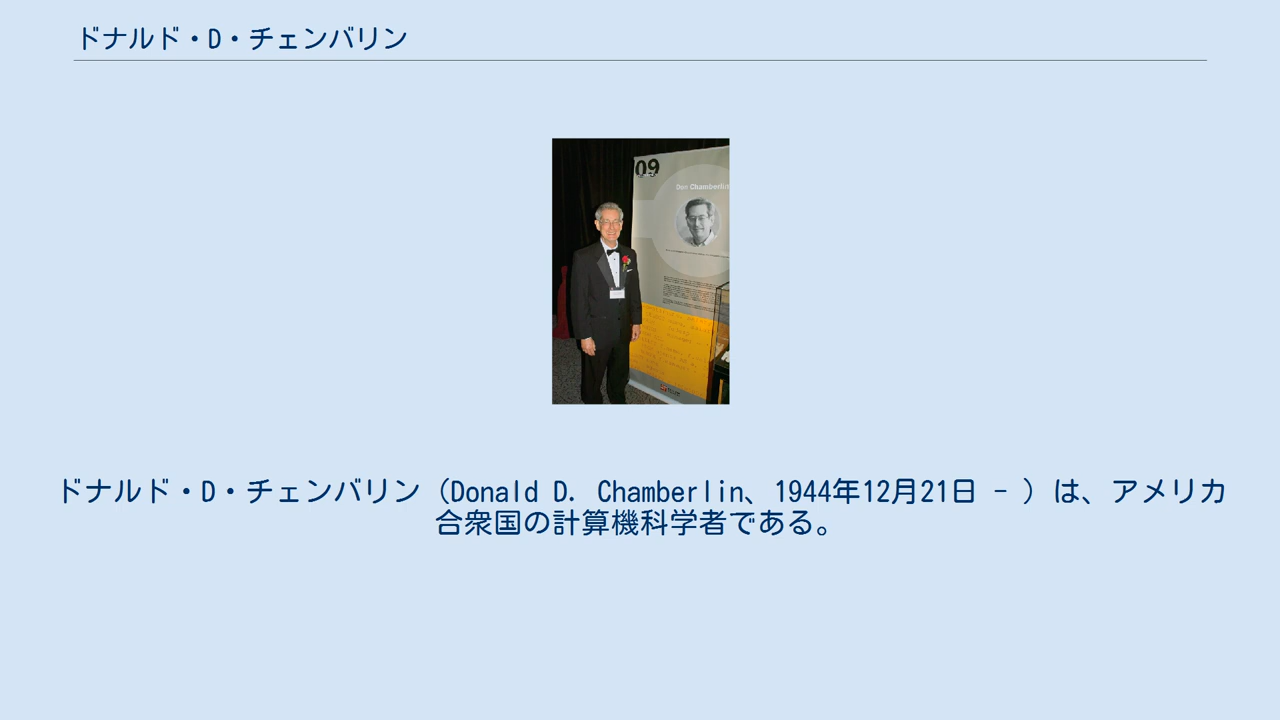 ドナルド・D・チェンバリン
09
Don Chamberlin
ドナルド・D・チェンバリン（Donald D. Chamberlin、1944年12月21日 - ）は、アメリカ
合衆国の計算機科学者である。